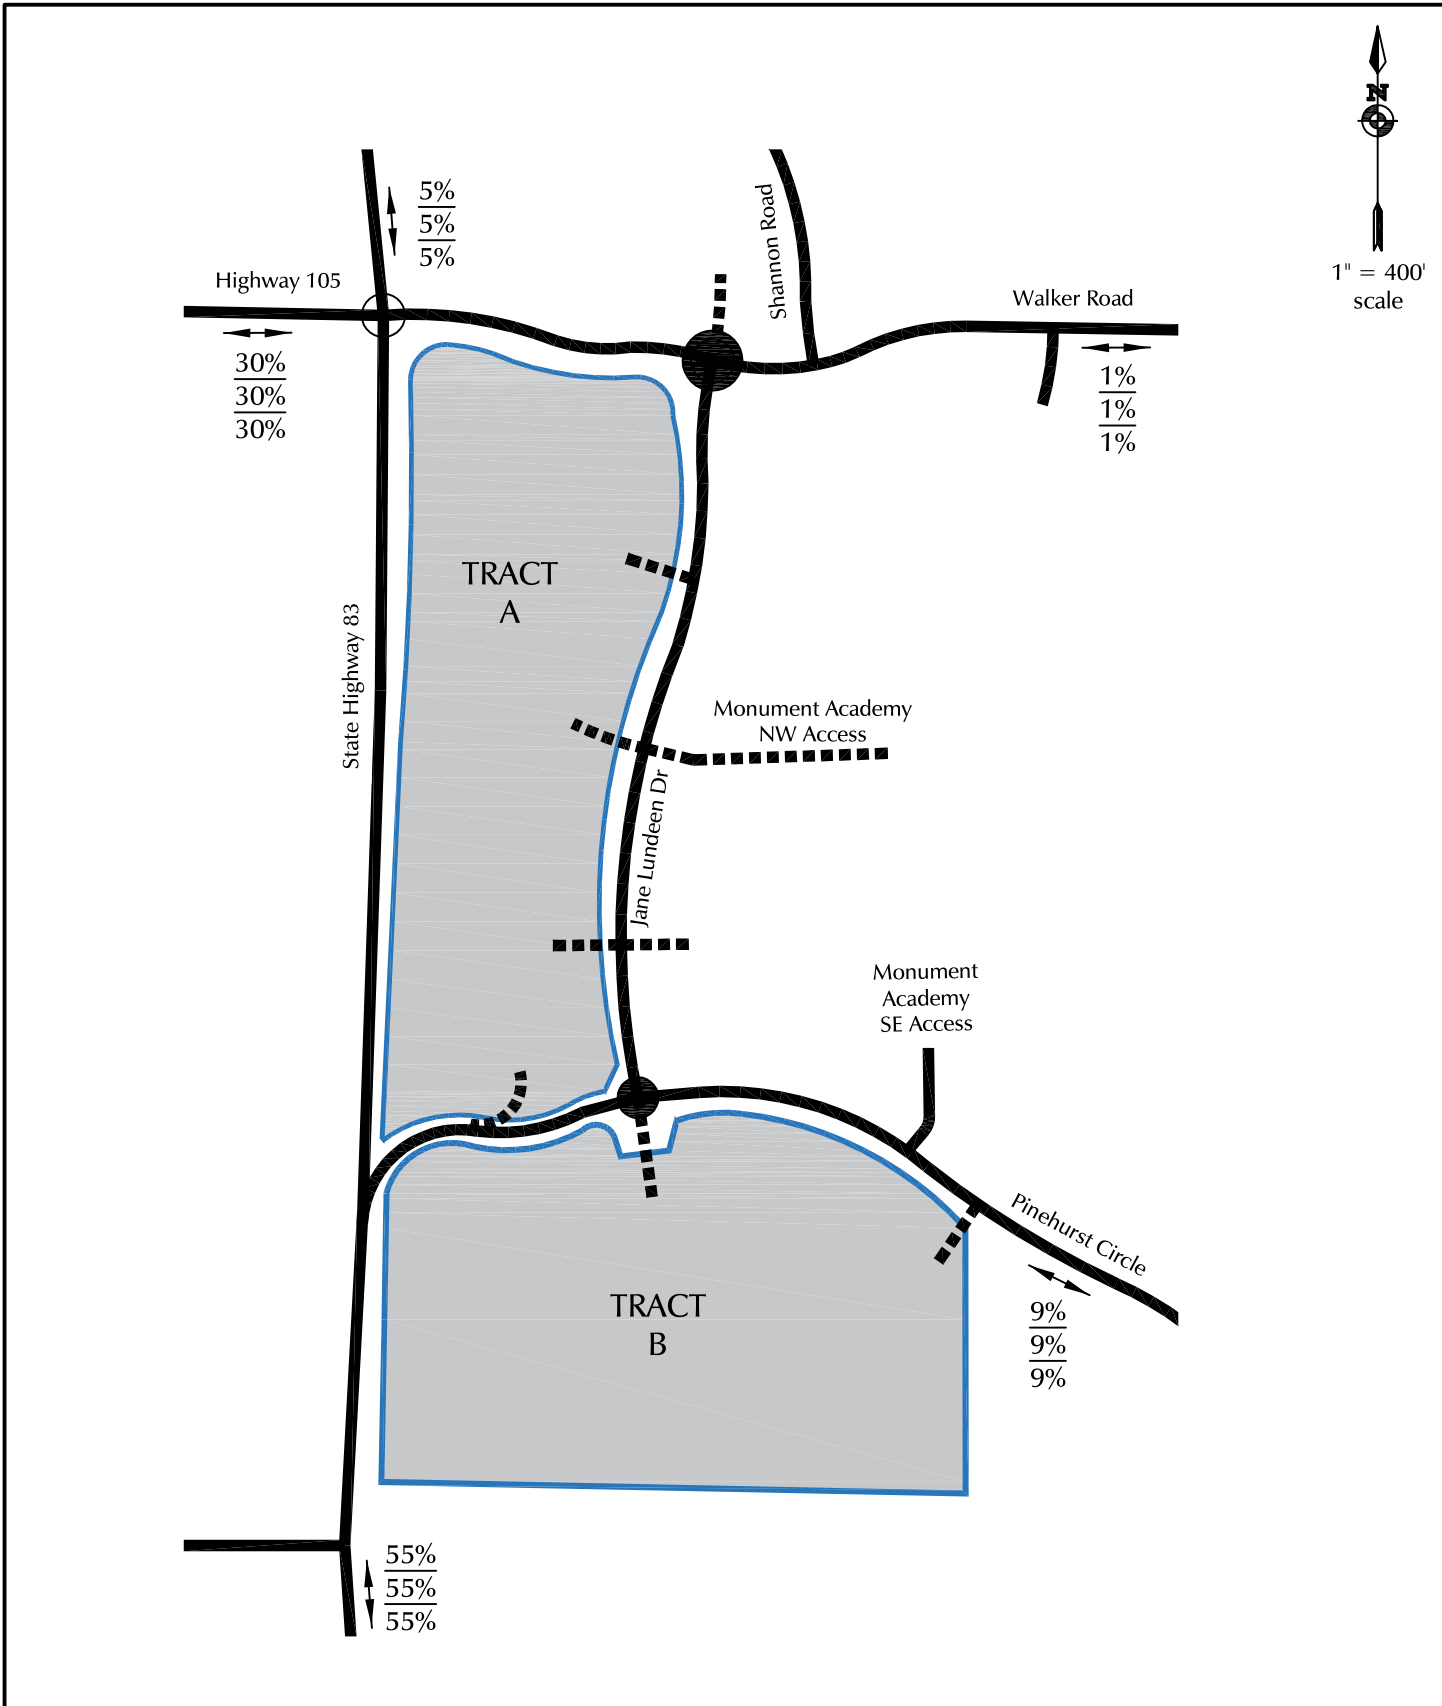 N
1" = 400'
scale
5%
5%
5%
Highway 105
30%
30%
30%
Shannon Road
Walker Road
1%
1%
1%
TRACT
A
State Highway 83
Monument Academy
NW Access
Jane Lundeen Dr
Monument
Academy
SE Access
Pinehurst Circle
9%
9%
9%
TRACT
B
55%
55%
55%